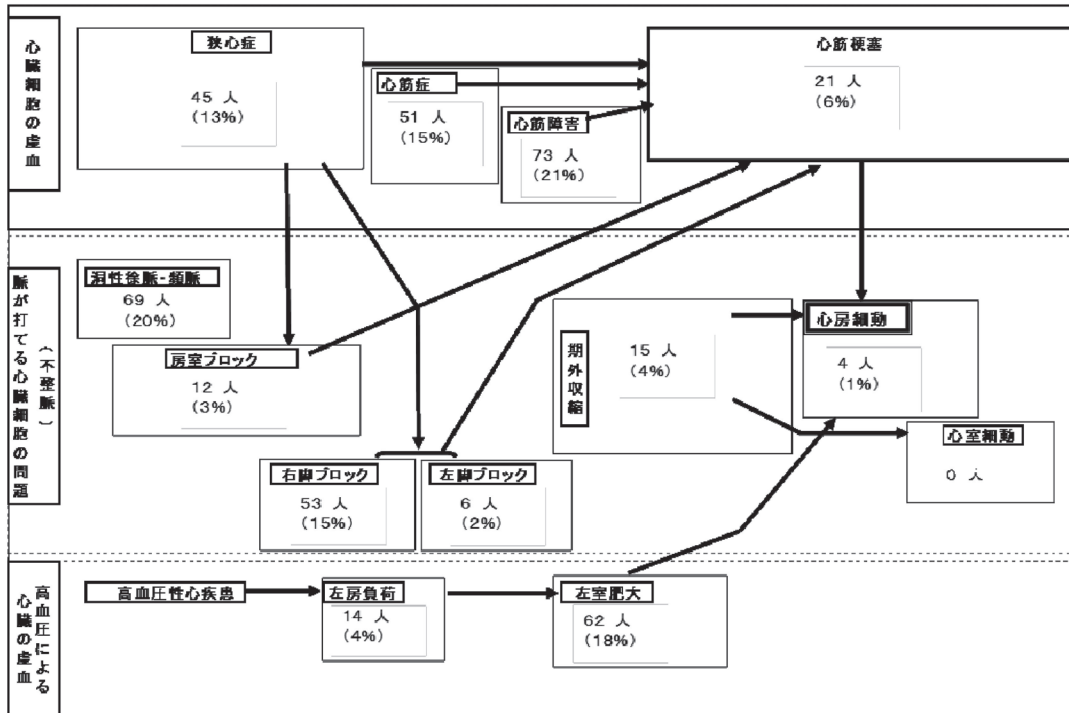 心臓細胞の虚血
狭心症
45 人
(13%)
心筋症
51 人
(15%)
心筋障害
73 人
(21%)
心筋梗塞
21 人
(6%)
脈が打てる心臓細胞の問題
(不整脈)
洞性徐脈-頻脈
69 人
(20%)
房室ブロック
12 人
(3%)
右脚ブロック
53 人
(15%)
左脚ブロック
6 人
(2%)
期外収縮
15 人
(4%)
心房細動
4 人
(1%)
心室細動
0 人
高血圧による
心臓の虚血
高血圧性心疾患
左房負荷
14 人
(4%)
左室肥大
62 人
(18%)